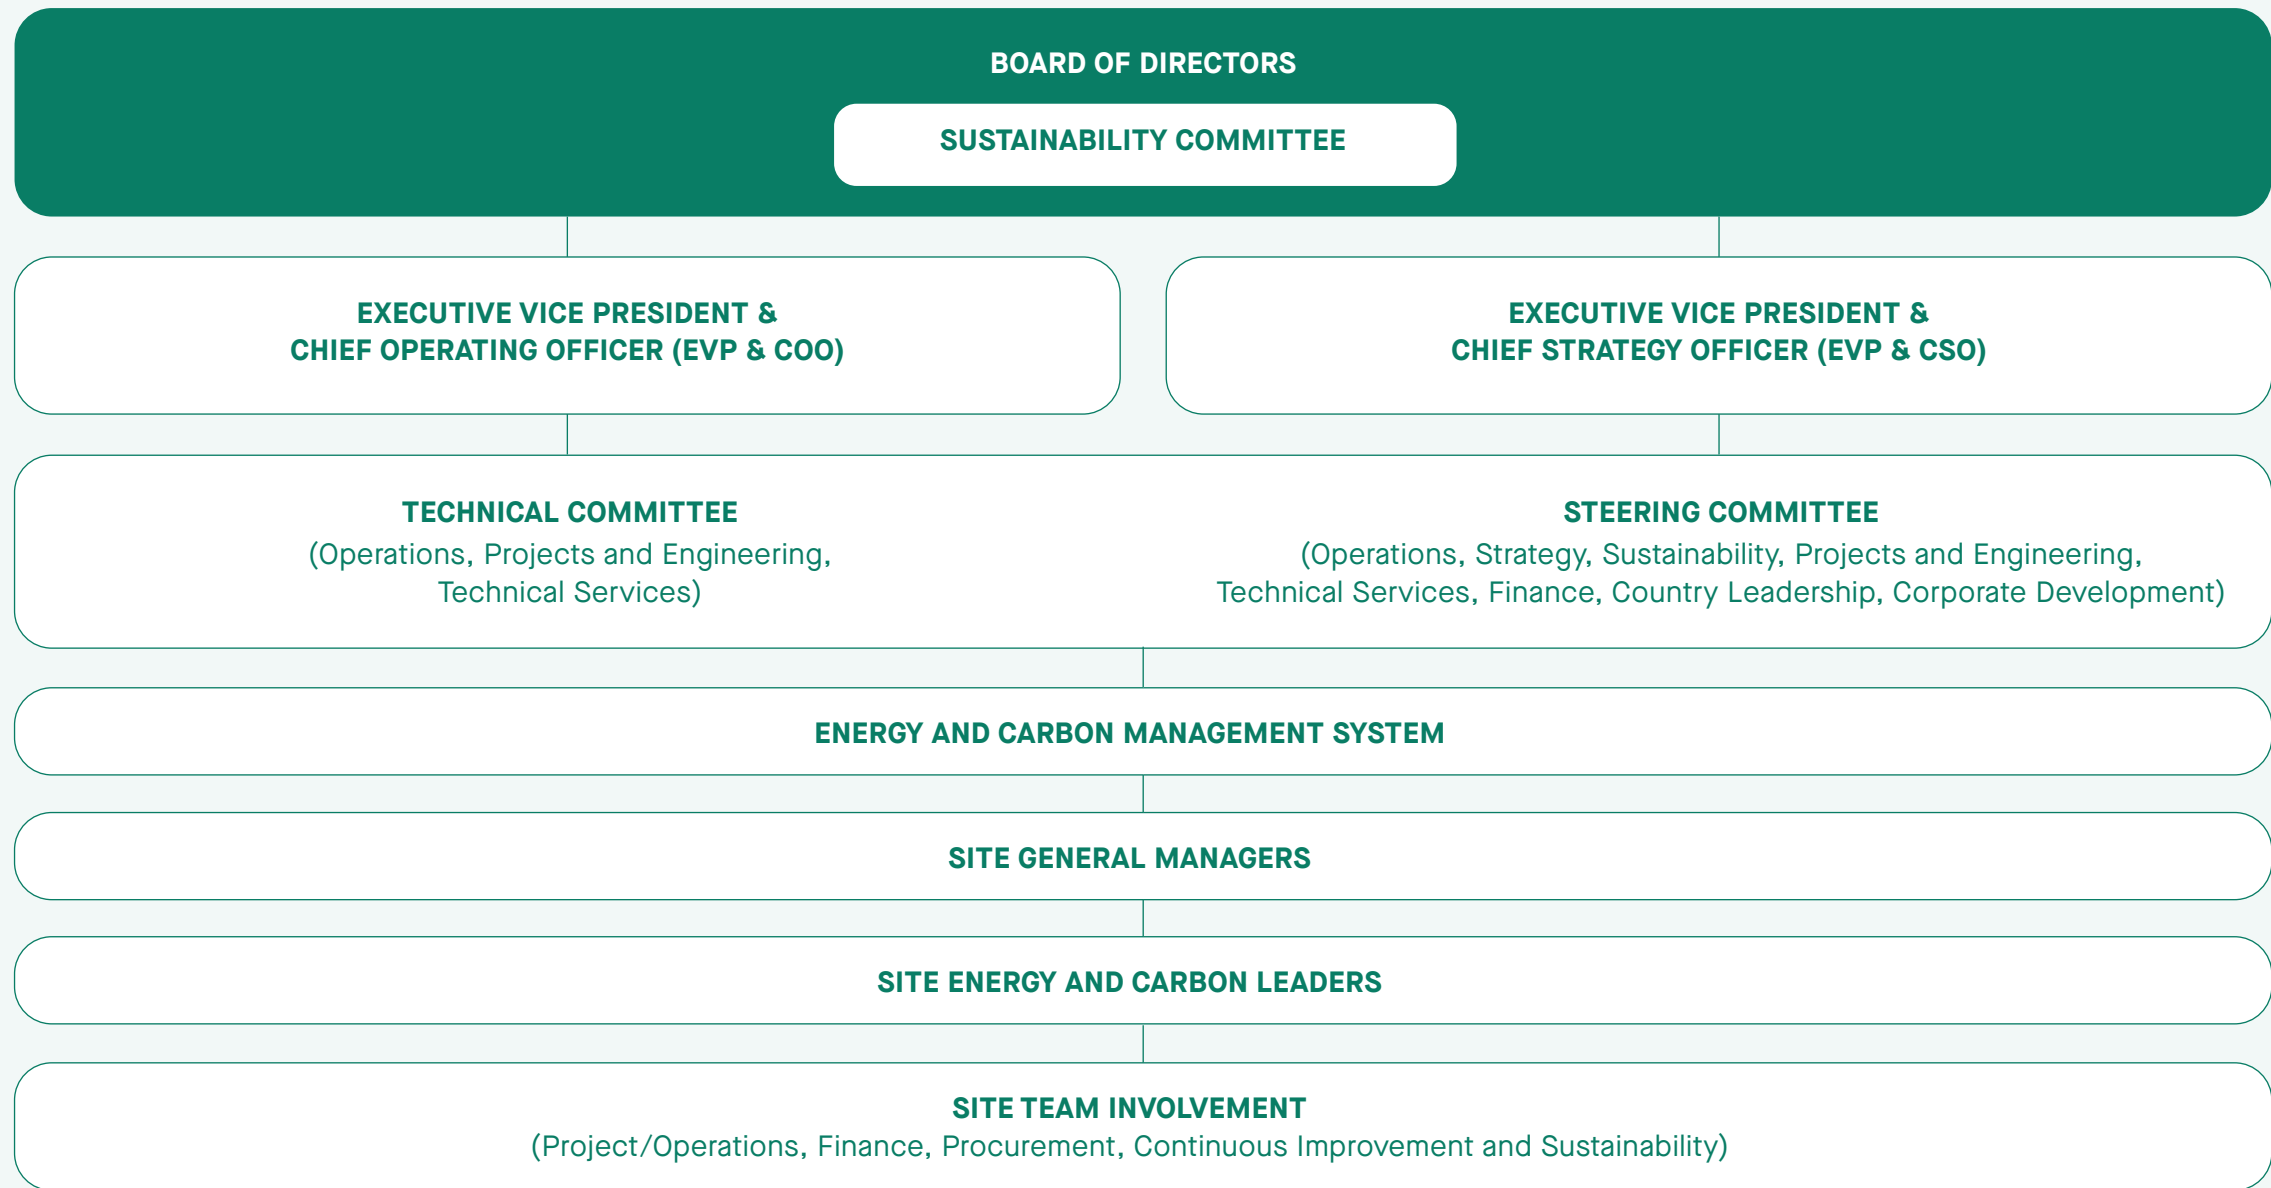 BOARD OF DIRECTORS
SUSTAINABILITY COMMITTEE
EXECUTIVE VICE PRESIDENT &
CHIEF OPERATING OFFICER (EVP & COO)
EXECUTIVE VICE PRESIDENT &
CHIEF STRATEGY OFFICER (EVP & CSO)
TECHNICAL COMMITTEE
(Operations, Projects and Engineering,
Technical Services)
STEERING COMMITTEE
(Operations, Strategy, Sustainability, Projects and Engineering,
Technical Services, Finance, Country Leadership, Corporate Development)
ENERGY AND CARBON MANAGEMENT SYSTEM
SITE GENERAL MANAGERS
SITE ENERGY AND CARBON LEADERS
SITE TEAM INVOLVEMENT
(Project/Operations, Finance, Procurement, Continuous Improvement and Sustainability)